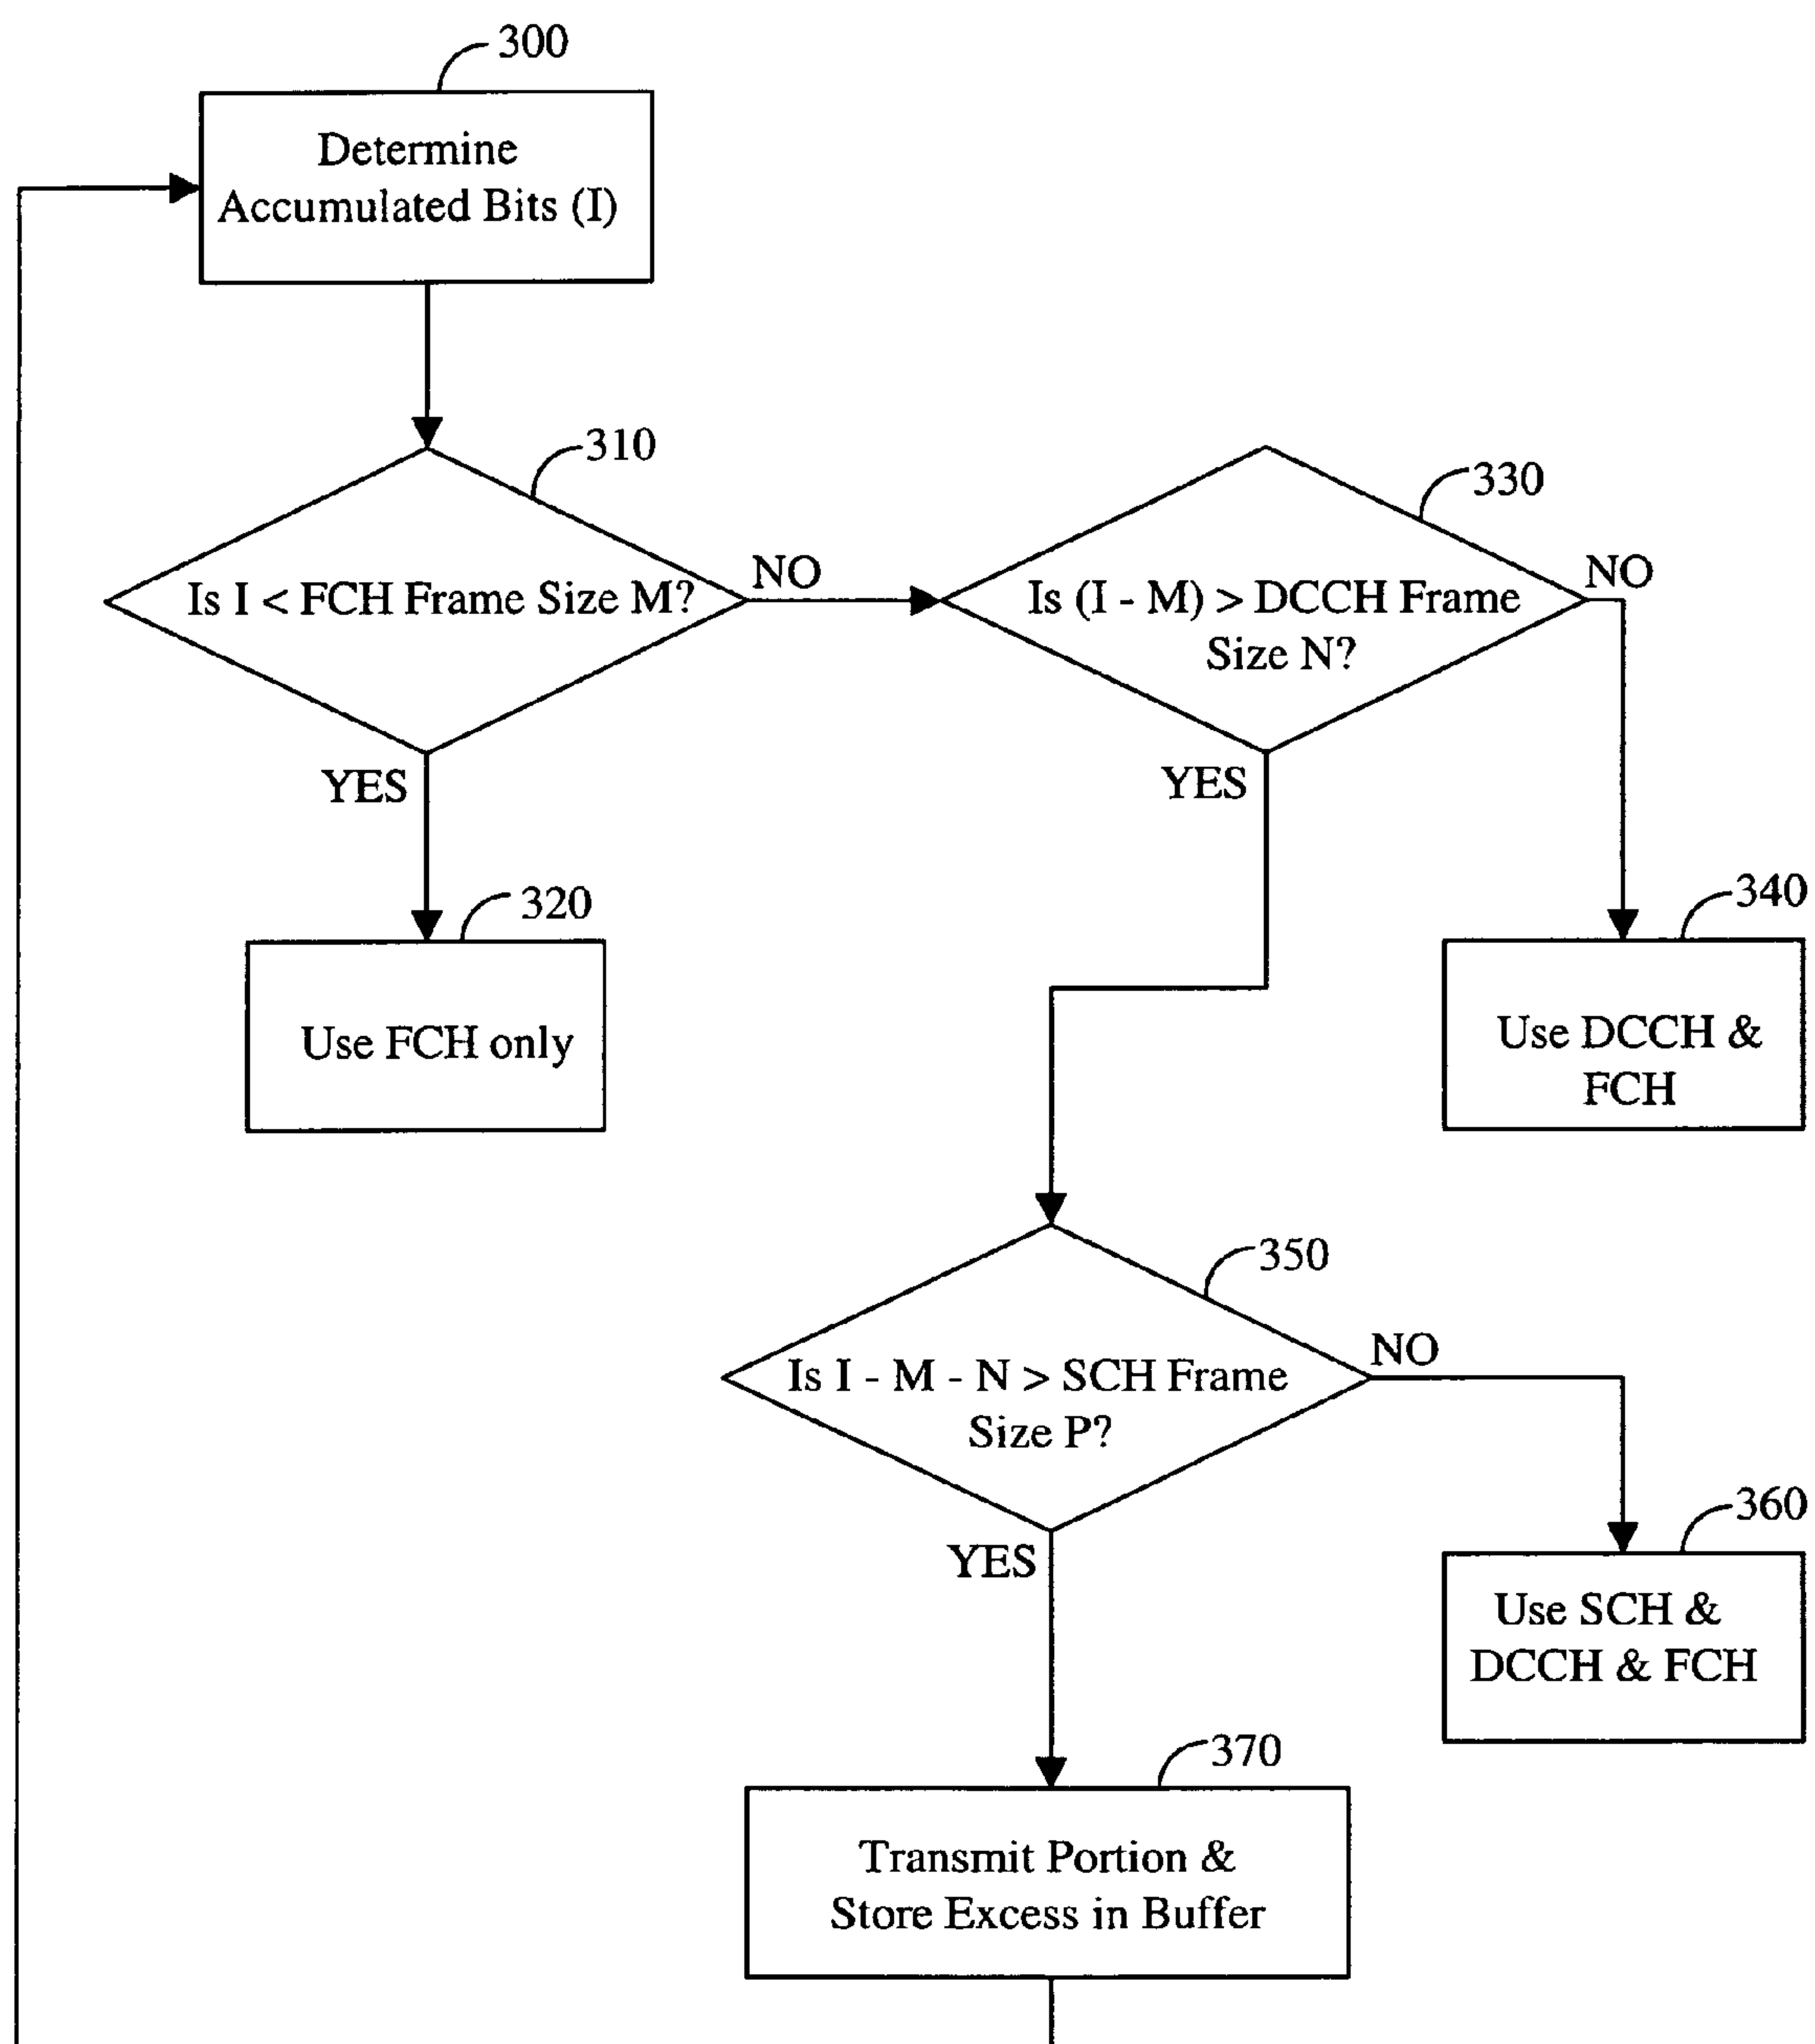 300
Determine
Accumulated Bits (I)
310
Is I < FCH Frame Size M?
NO
330
Is (I - M) > DCCH Frame
Size N?
NO
YES
YES
320
Use FCH only
340
Use DCCH &
FCH
350
Is I - M - N > SCH Frame
Size P?
NO
YES
360
Use SCH &
DCCH & FCH
370
Transmit Portion &
Store Excess in Buffer